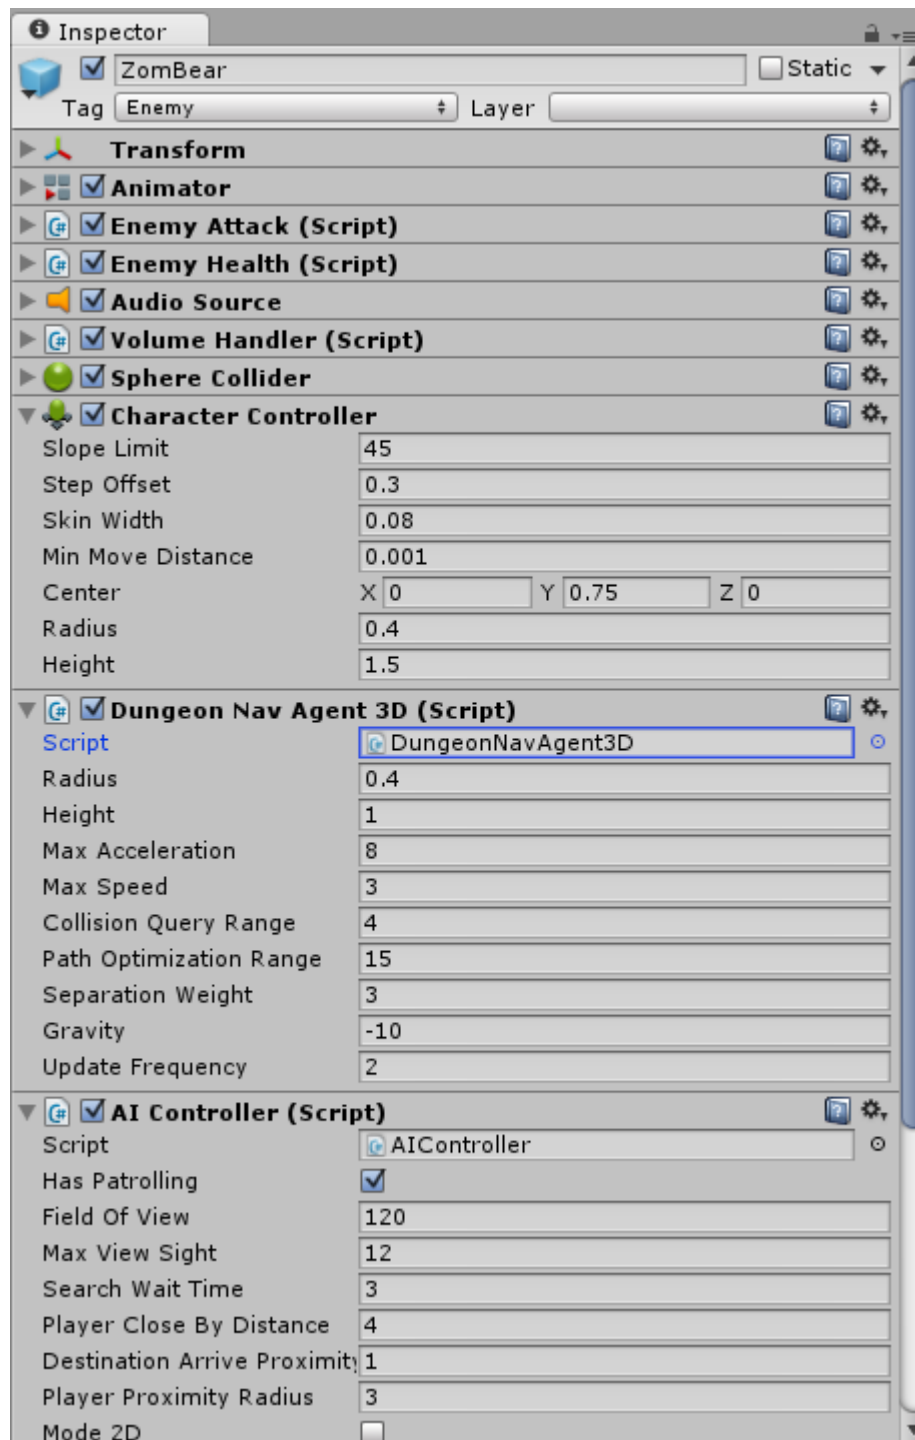 Inspector
ZomBear Static
Tag Enemy Layer
Transform
Animator
Enemy Attack (Script)
Enemy Health (Script)
Audio Source
Volume Handler (Script)
Sphere Collider
Character Controller
Slope Limit 45
Step Offset 0.3
Skin Width 0.08
Min Move Distance 0.001
Center X 0 Y 0.75 Z 0
Radius 0.4
Height 1.5
Dungeon Nav Agent 3D (Script)
Script DungeonNavAgent3D
Radius 0.4
Height 1
Max Acceleration 8
Max Speed 3
Collision Query Range 4
Path Optimization Range 15
Separation Weight 3
Gravity -10
Update Frequency 2
AI Controller (Script)
Script AIController
Has Patrolling
Field Of View 120
Max View Sight 12
Search Wait Time 3
Player Close By Distance 4
Destination Arrive Proximity 1
Player Proximity Radius 3
Mode 2D